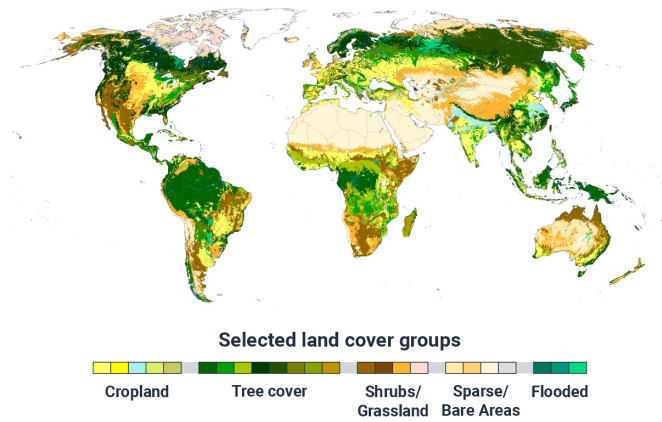 Selected land cover groups
Cropland
Tree cover
Shrubs/
Grassland
Sparse/
Bare Areas
Flooded